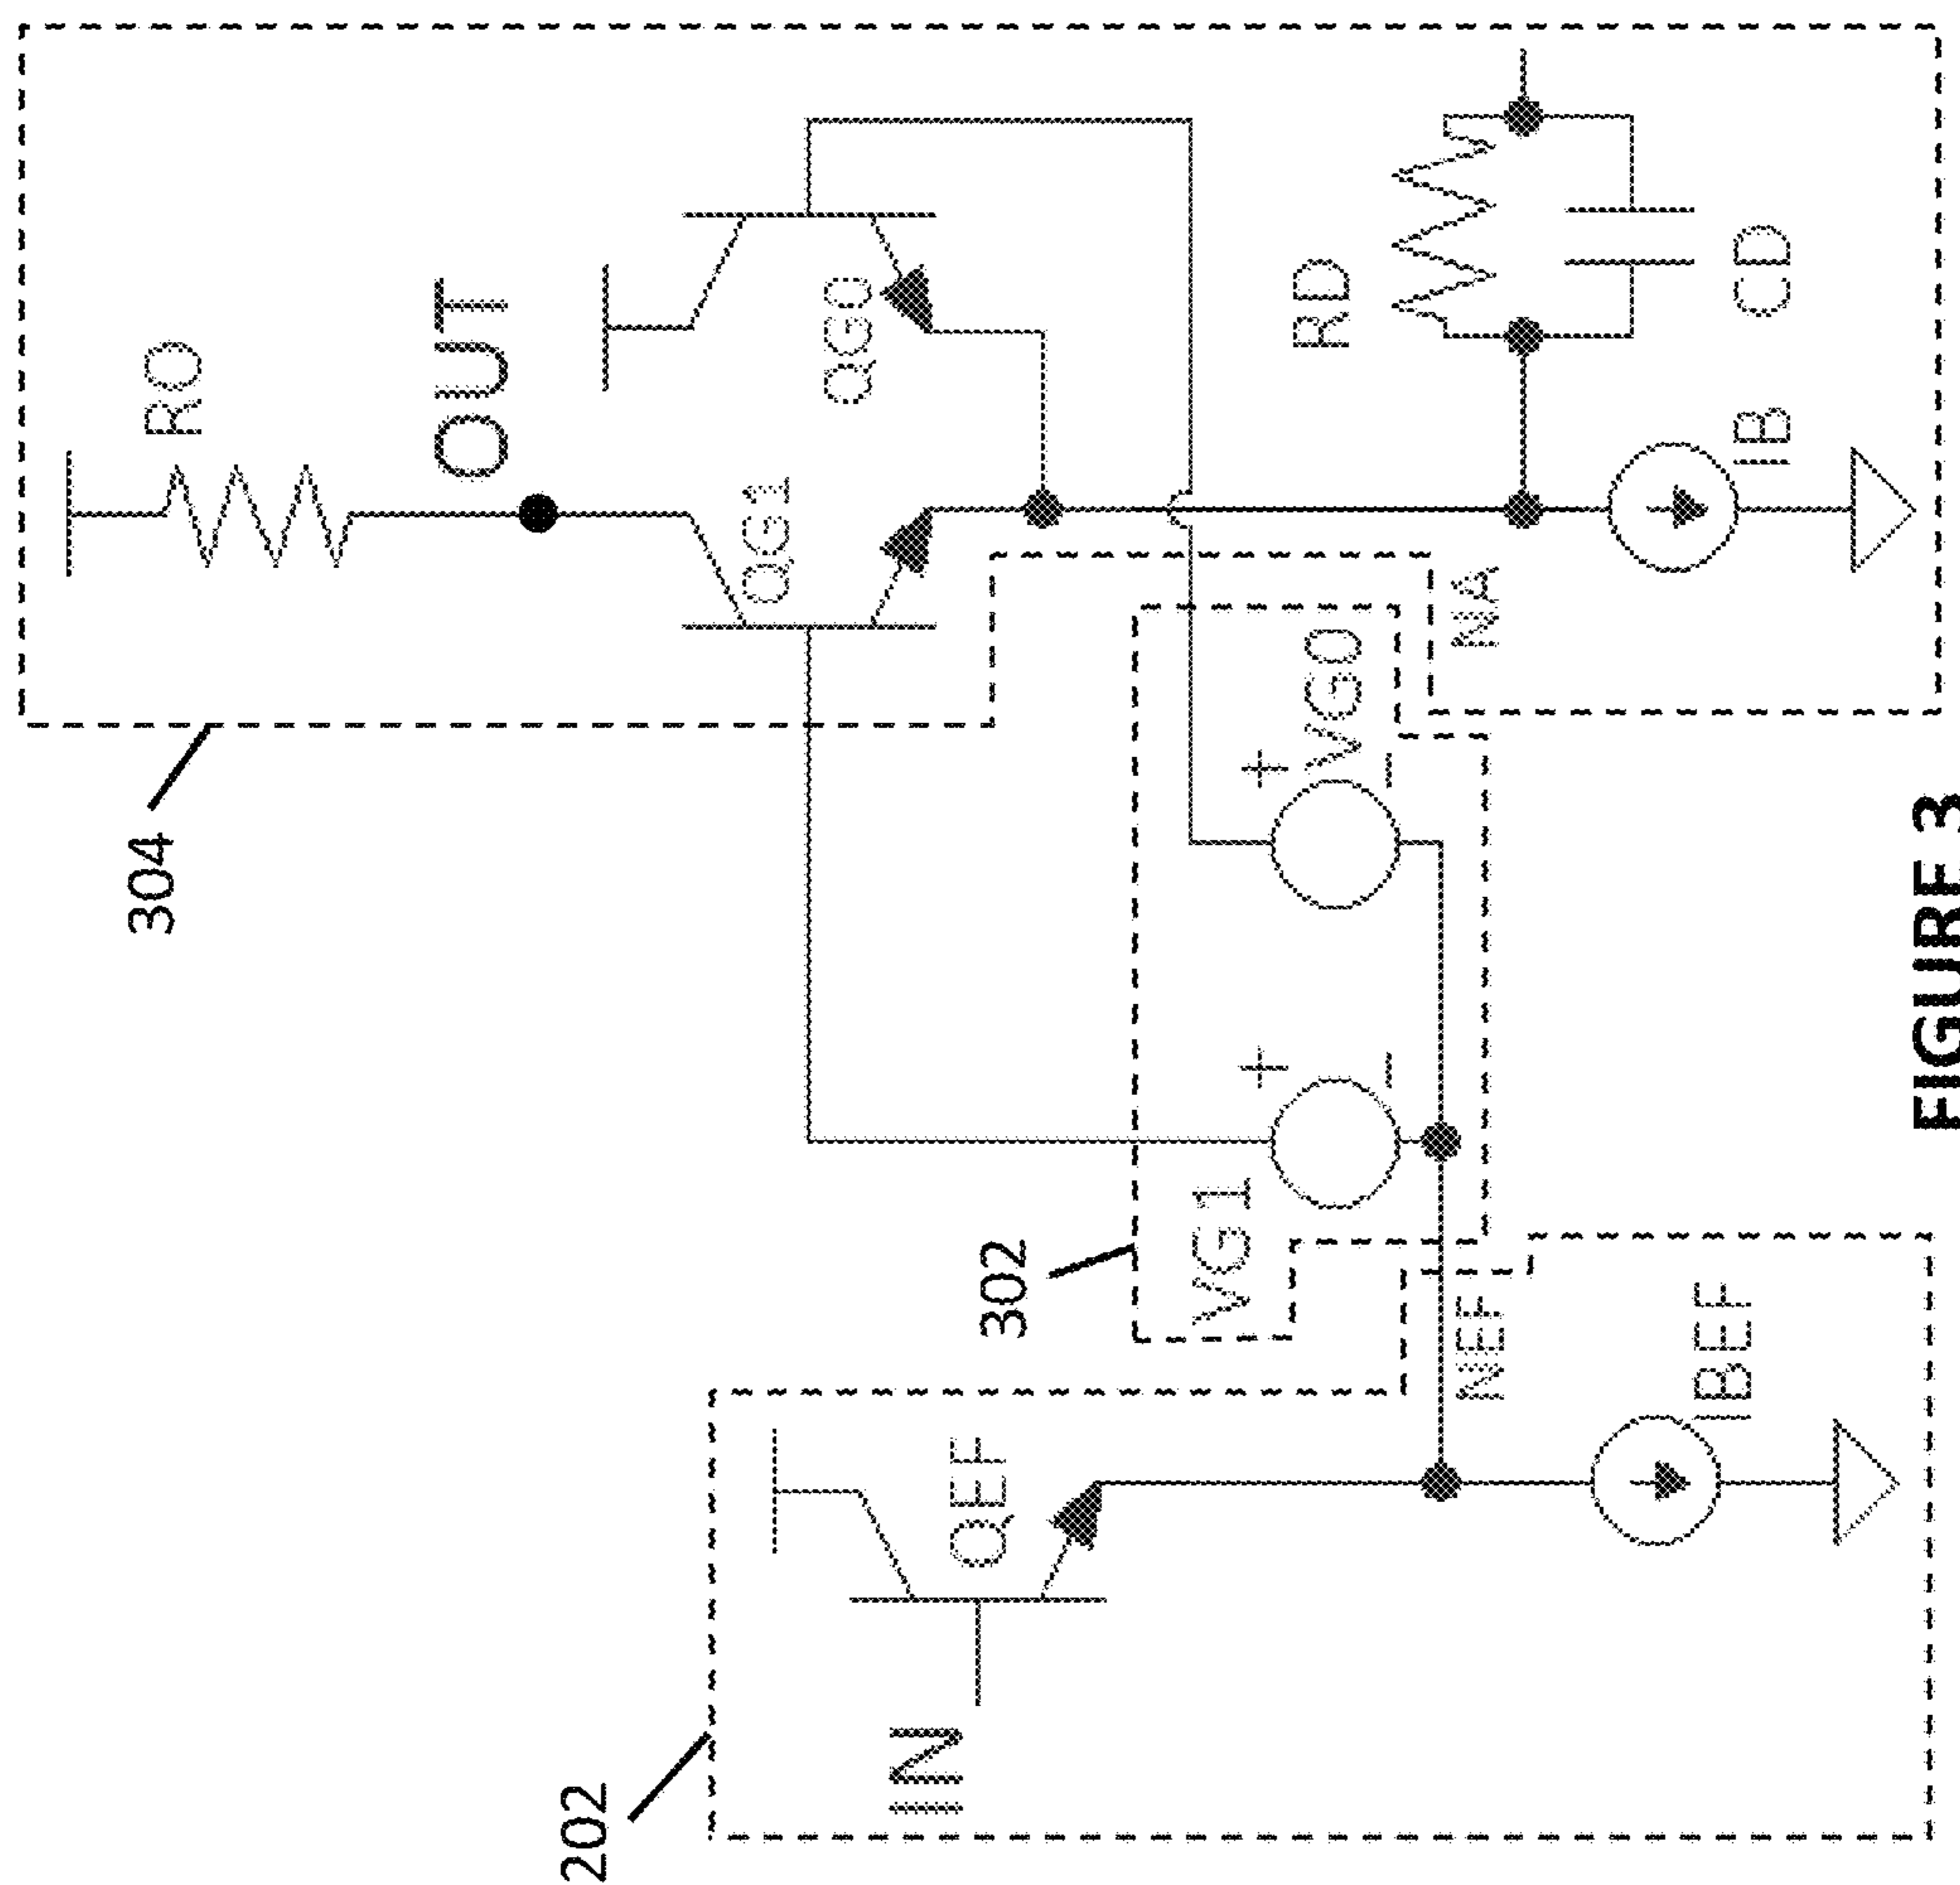 304
RO
OUT
QG1
QG0
202
IN
QEF
302
VG1
+
−
+
VG0
−
NA
RD
CD
IB
NEF
IBEF
FIGURE 3